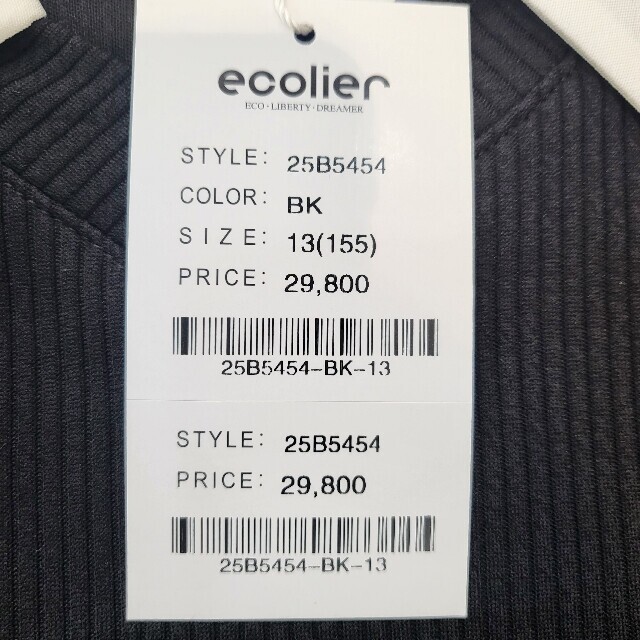 ecolier
ECO·LIBERTY·DREAMER
STYLE: 25B5454
COLOR: BK
SIZE: 13(155)
PRICE: 29,800
25B5454-BK-13
STYLE: 25B5454
PRICE: 29,800
25B5454-BK-13